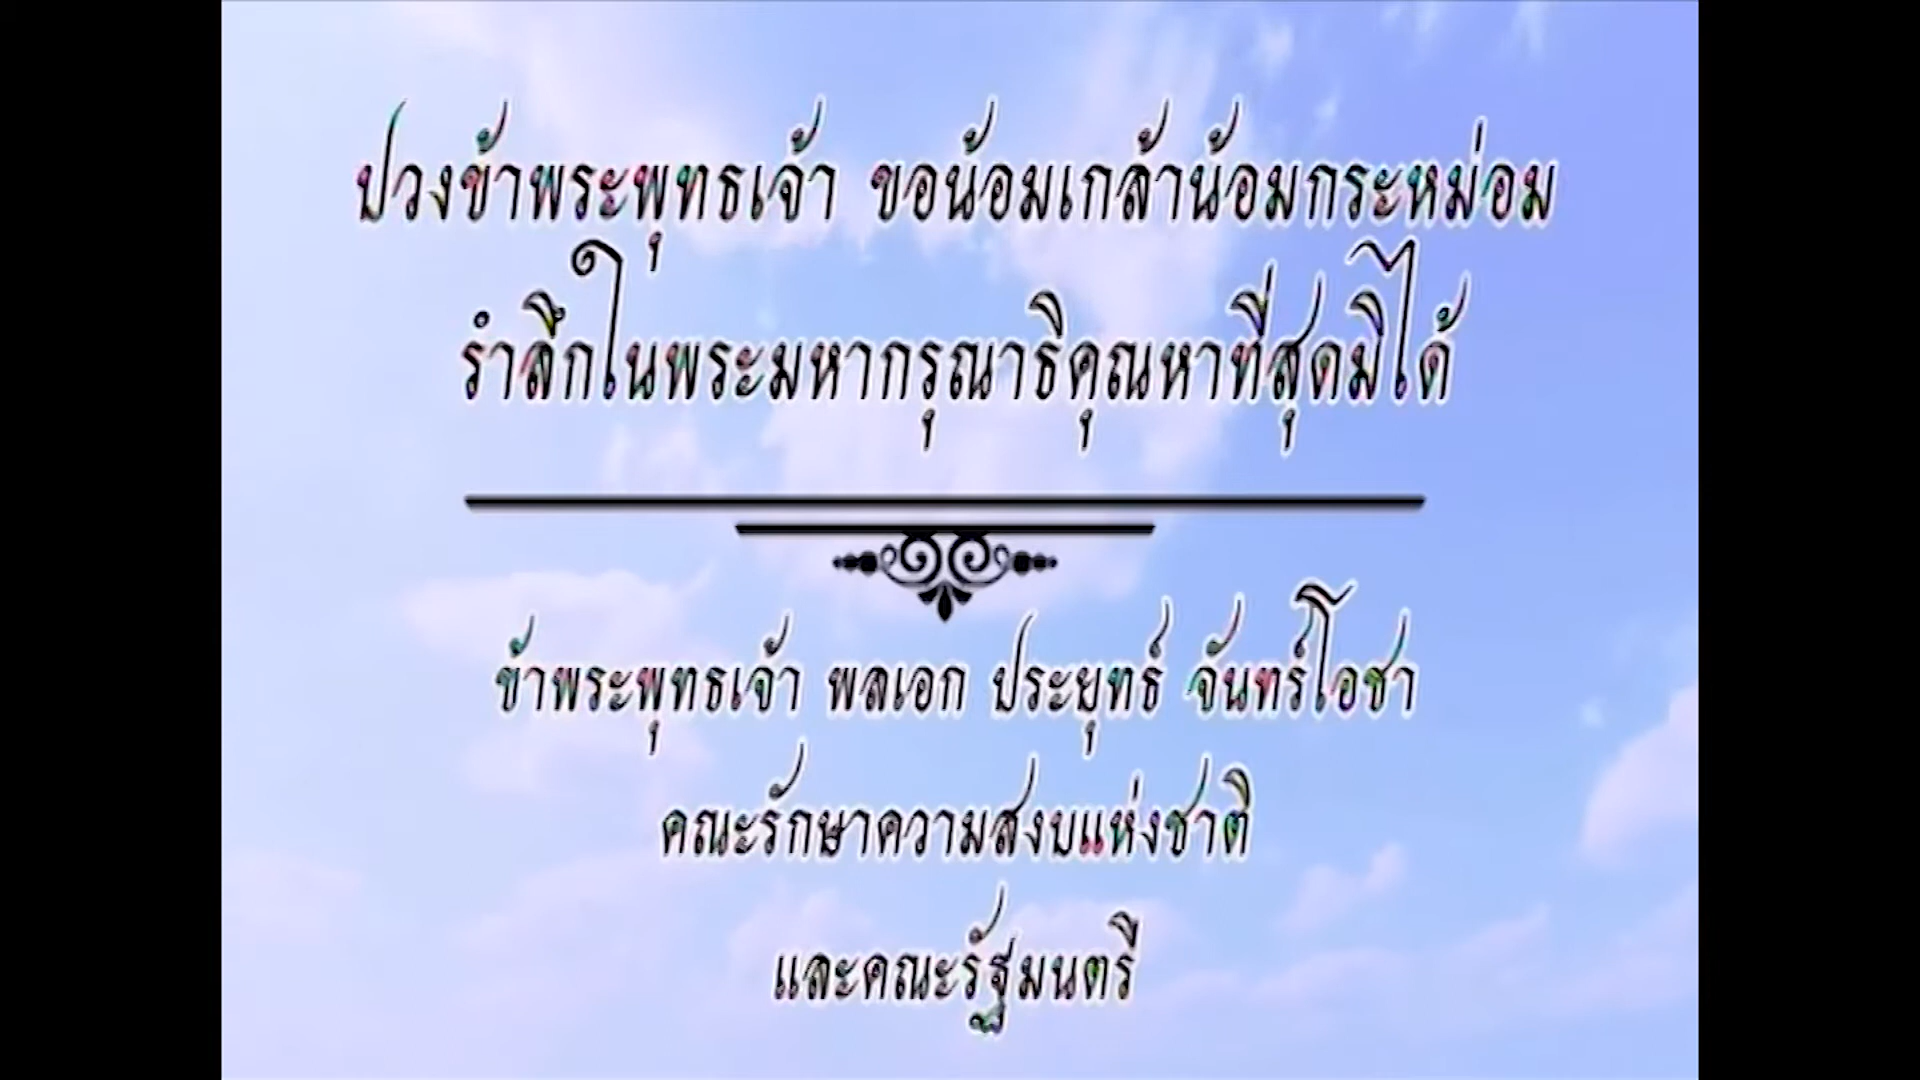 ปวงข้าพระพุทธเจ้า ขอน้อมเกล้าน้อมกระหม่อม
รำลึกในพระมหากรุณาธิคุณหาที่สุดมิได้
ข้าพระพุทธเจ้า พลเอก ประยุทธ์ จันทร์โอชา
คณะรักษาความสงบแห่งชาติ
และคณะรัฐมนตรี